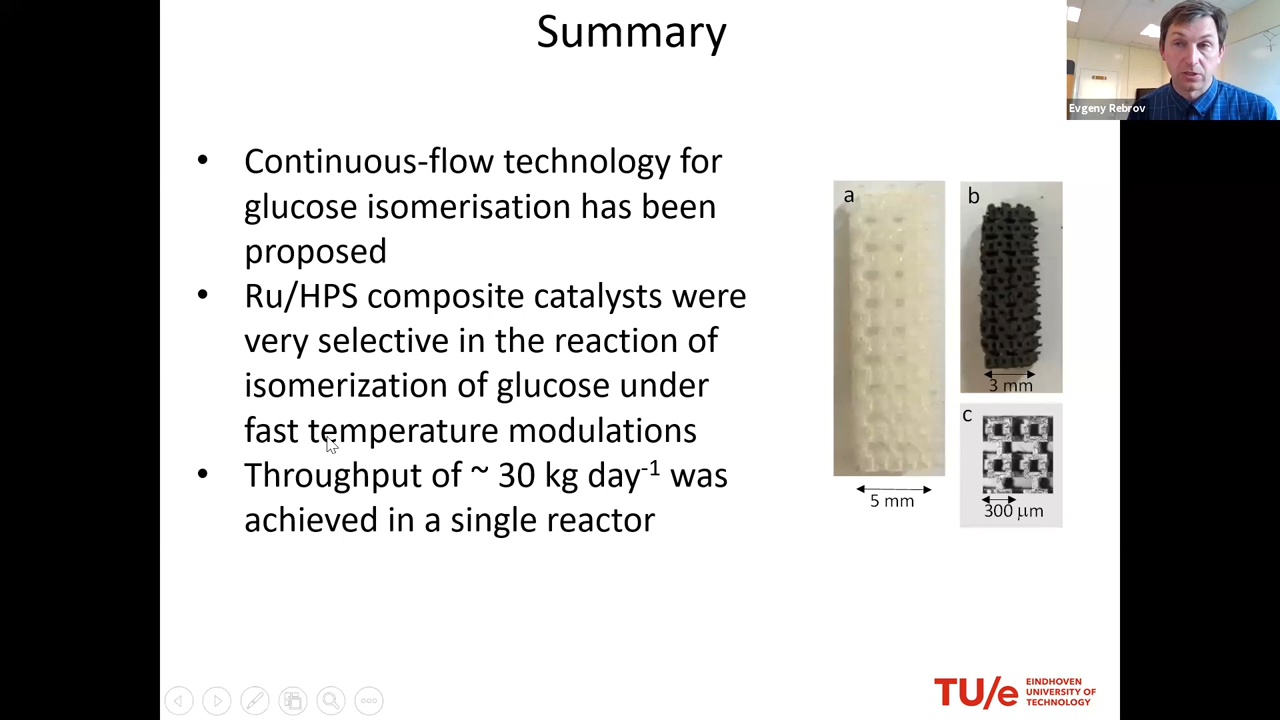 Summary
Evgeny Rebrov
• Continuous-flow technology for
glucose isomerisation has been
proposed
• Ru/HPS composite catalysts were
very selective in the reaction of
isomerization of glucose under
fast temperature modulations
• Throughput of ~ 30 kg day⁻¹ was
achieved in a single reactor
a
5 mm
b
3 mm
c
300 µm
TU/e EINDHOVEN
UNIVERSITY OF
TECHNOLOGY